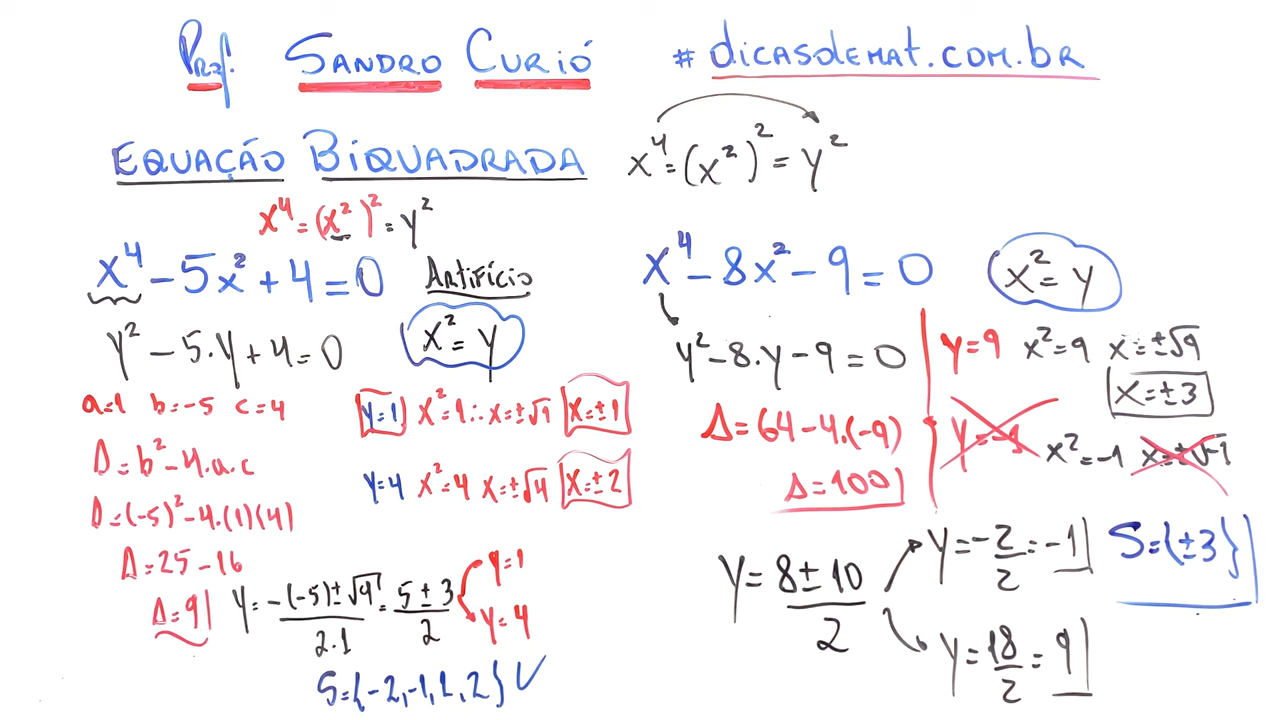 Prof. SANDRO CURIÓ # dicasdemat.com.br
EQUAÇÃO BIQUADRADA
x⁴=(x²)²=y²
x⁴=(x²)²=y²
x⁴-5x²+4=0
ARTIFÍCIO
x²=y
y²-5.y+4=0
a=1 b=-5 c=4
Δ=b²-4.a.c
Δ=(-5)²-4.(1)(4)
Δ=25-16
Δ=9
y=1 x²=1∴x=±√1 x=±1
y=4 x²=4 x=±√4 x=±2
y=-(-5)±√9/2.1=5±3/2
y=1
y=4
S={-2,-1,1,2}
x⁴-8x²-9=0
x²=y
y²-8.y-9=0
Δ=64-4.(-9)
Δ=100
y=9 x²=9 x=±√9
x=±3
y=-1 x²=-1 x=±√-1
y=8±10/2
y=-2/2=-1
y=18/2=9
S={±3}